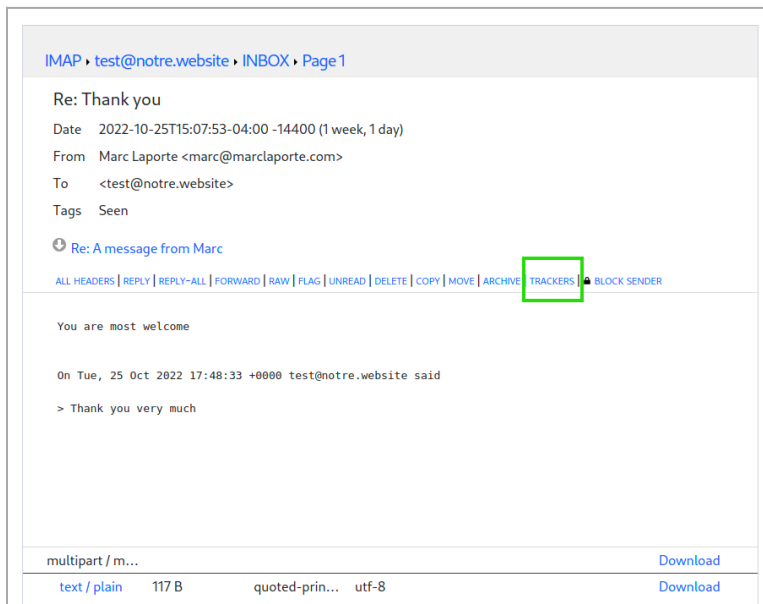 IMAP › test@notre.website › INBOX › Page 1
Re: Thank you
Date 2022-10-25T15:07:53-04:00 -14400 (1 week, 1 day)
From Marc Laporte <marc@marclaporte.com>
To <test@notre.website>
Tags Seen
Re: A message from Marc
ALL HEADERS | REPLY | REPLY-ALL | FORWARD | RAW | FLAG | UNREAD | DELETE | COPY | MOVE | ARCHIVE | TRACKERS | BLOCK SENDER
You are most welcome
On Tue, 25 Oct 2022 17:48:33 +0000 test@notre.website said
> Thank you very much
multipart / m... Download
text / plain 117 B quoted-prin... utf-8 Download